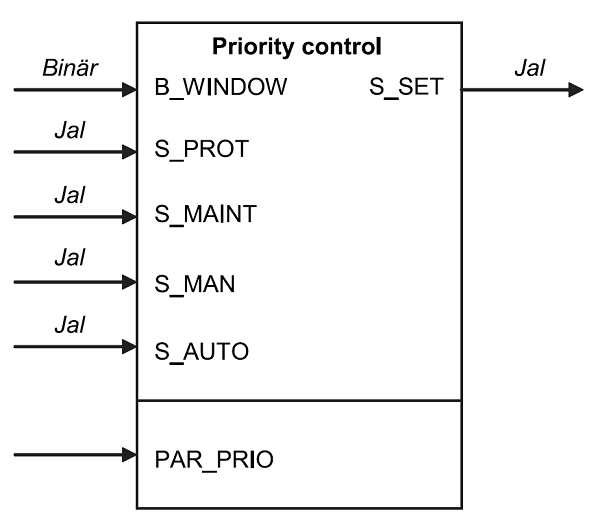 Priority control
Binär
B_WINDOW
S_SET
Jal
Jal
S_PROT
Jal
S_MAINT
Jal
S_MAN
Jal
S_AUTO
PAR_PRIO